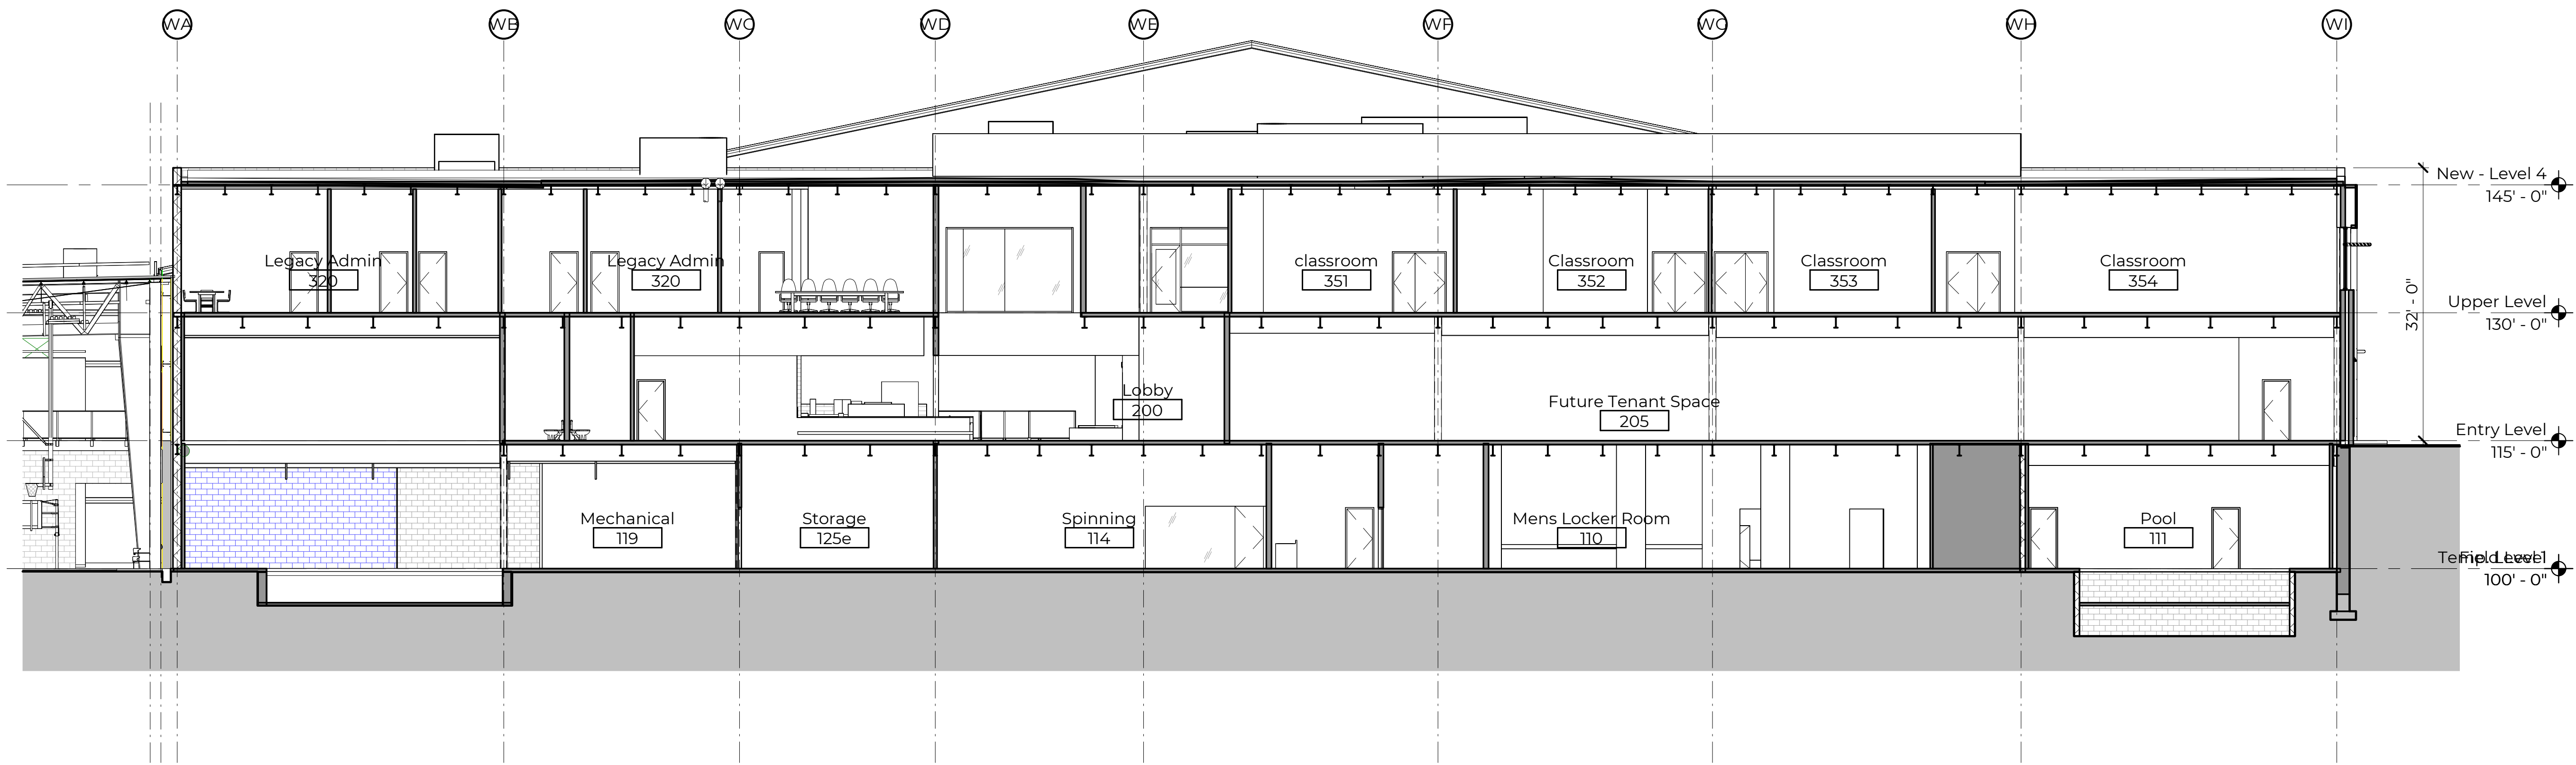 WA WB WC WD WE WF WG WH WI
New - Level 4
145' - 0"
Legacy Admin
320
Legacy Admin
320
classroom
351
Classroom
352
Classroom
353
Classroom
354
Upper Level
130' - 0"
32' - 0"
Lobby
200
Future Tenant Space
205
Entry Level
115' - 0"
Mechanical
119
Storage
125e
Spinning
114
Mens Locker Room
110
Pool
111
100' - 0"